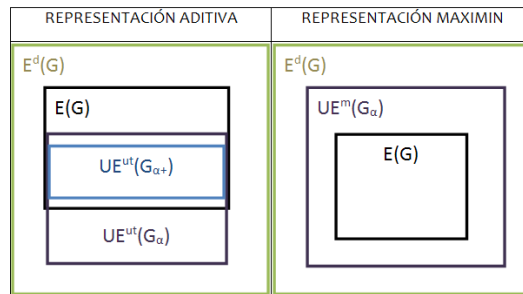 REPRESENTACIÓN ADITIVA
REPRESENTACIÓN MAXIMIN
Eᵈ(G)
E(G)
UEᵘᵗ(Gα+)
UEᵘᵗ(Gα)
Eᵈ(G)
UEᵐ(Gα)
E(G)